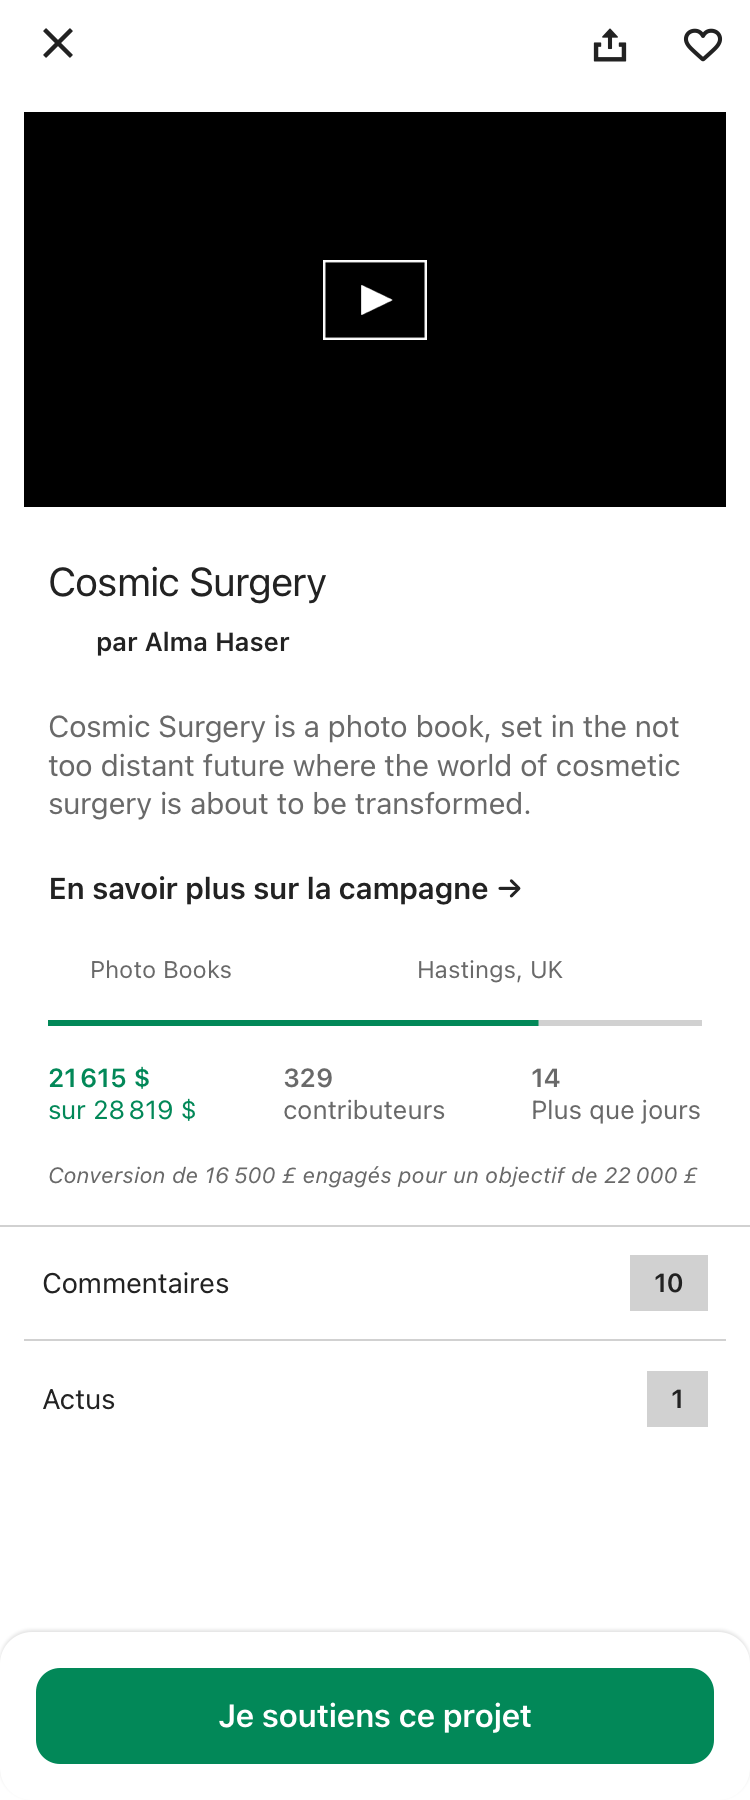 Cosmic Surgery
par Alma Haser
Cosmic Surgery is a photo book, set in the not
too distant future where the world of cosmetic
surgery is about to be transformed.
En savoir plus sur la campagne →
Photo Books Hastings, UK
21 615 $ 329 14
sur 28 819 $ contributeurs Plus que jours
Conversion de 16 500 £ engagés pour un objectif de 22 000 £
Commentaires 10
Actus 1
Je soutiens ce projet